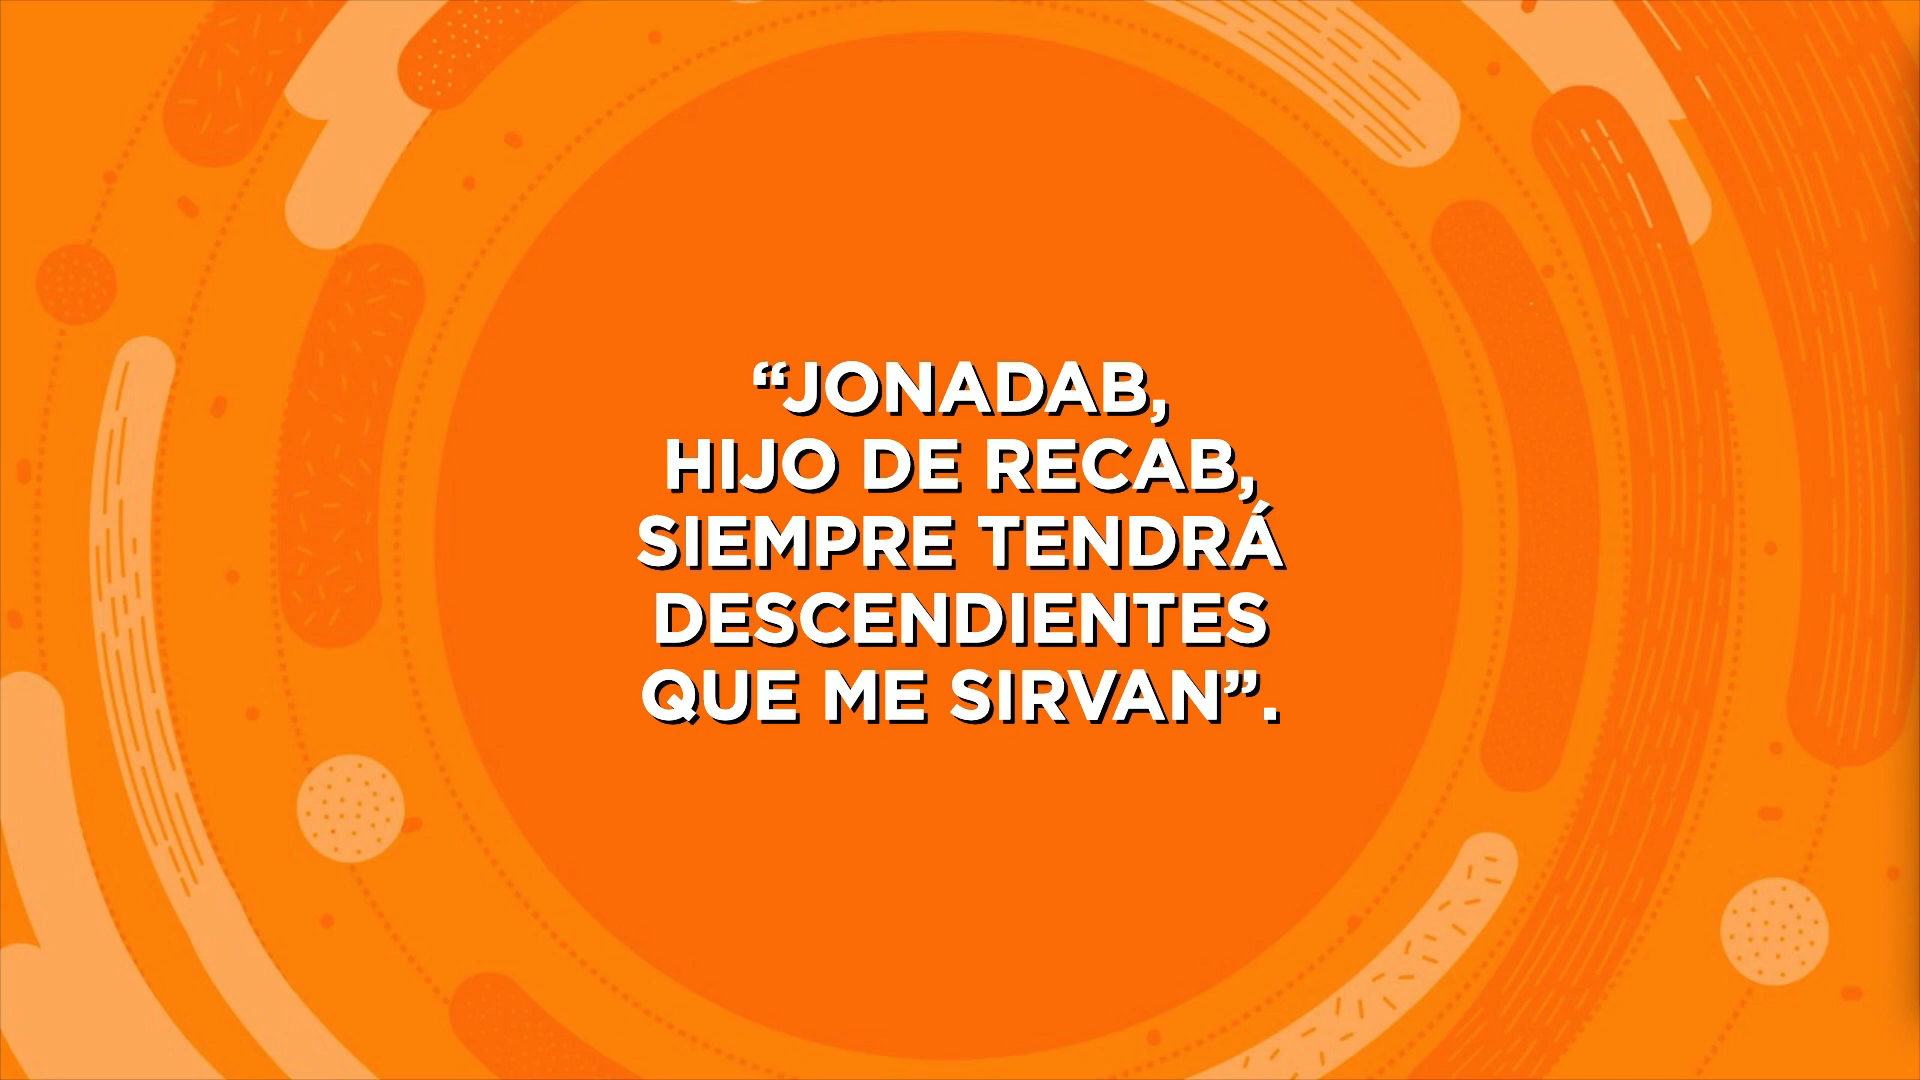 “JONADAB,
HIJO DE RECAB,
SIEMPRE TENDRÁ
DESCENDIENTES
QUE ME SIRVAN”.